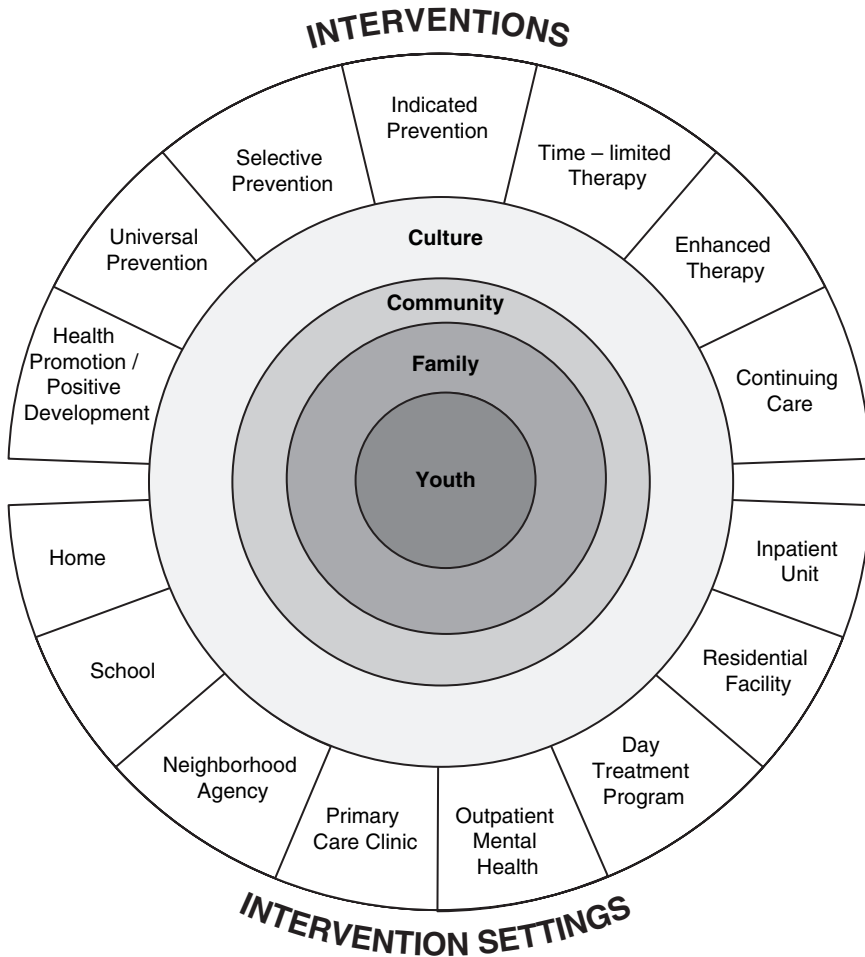 INTERVENTIONS
Indicated
Prevention
Selective
Prevention
Time – limited
Therapy
Universal
Prevention
Enhanced
Therapy
Health
Promotion /
Positive
Development
Continuing
Care
Culture
Community
Family
Youth
Home
School
Neighborhood
Agency
Primary
Care Clinic
Outpatient
Mental
Health
Day
Treatment
Program
Residential
Facility
Inpatient
Unit
INTERVENTION SETTINGS